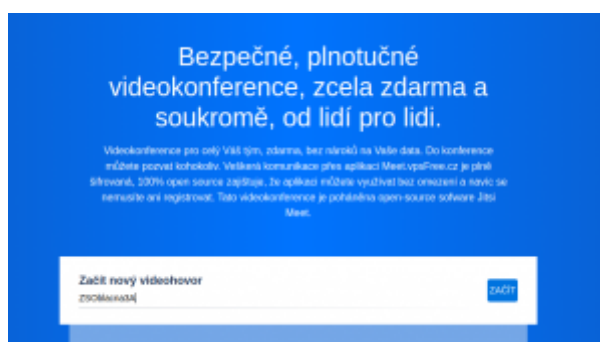 Bezpečné, plnotučné
videokonference, zcela zdarma a
soukromě, od lidí pro lidi.
Videokonference pro celý Váš tým, zdarma, bez nároků na Vaše data. Do konference
můžete pozvat kohokoliv. Veškerá komunikace přes aplikaci Meet.vpsFree.cz je plně
šifrovaná, 100% open source zajišťuje, že aplikaci můžete využívat bez omezení a navíc se
nemusíte ani registrovat. Tato videokonference je poháněna open-source sofware Jitsi
Meet.
Začít nový videohovor
ZAČÍT